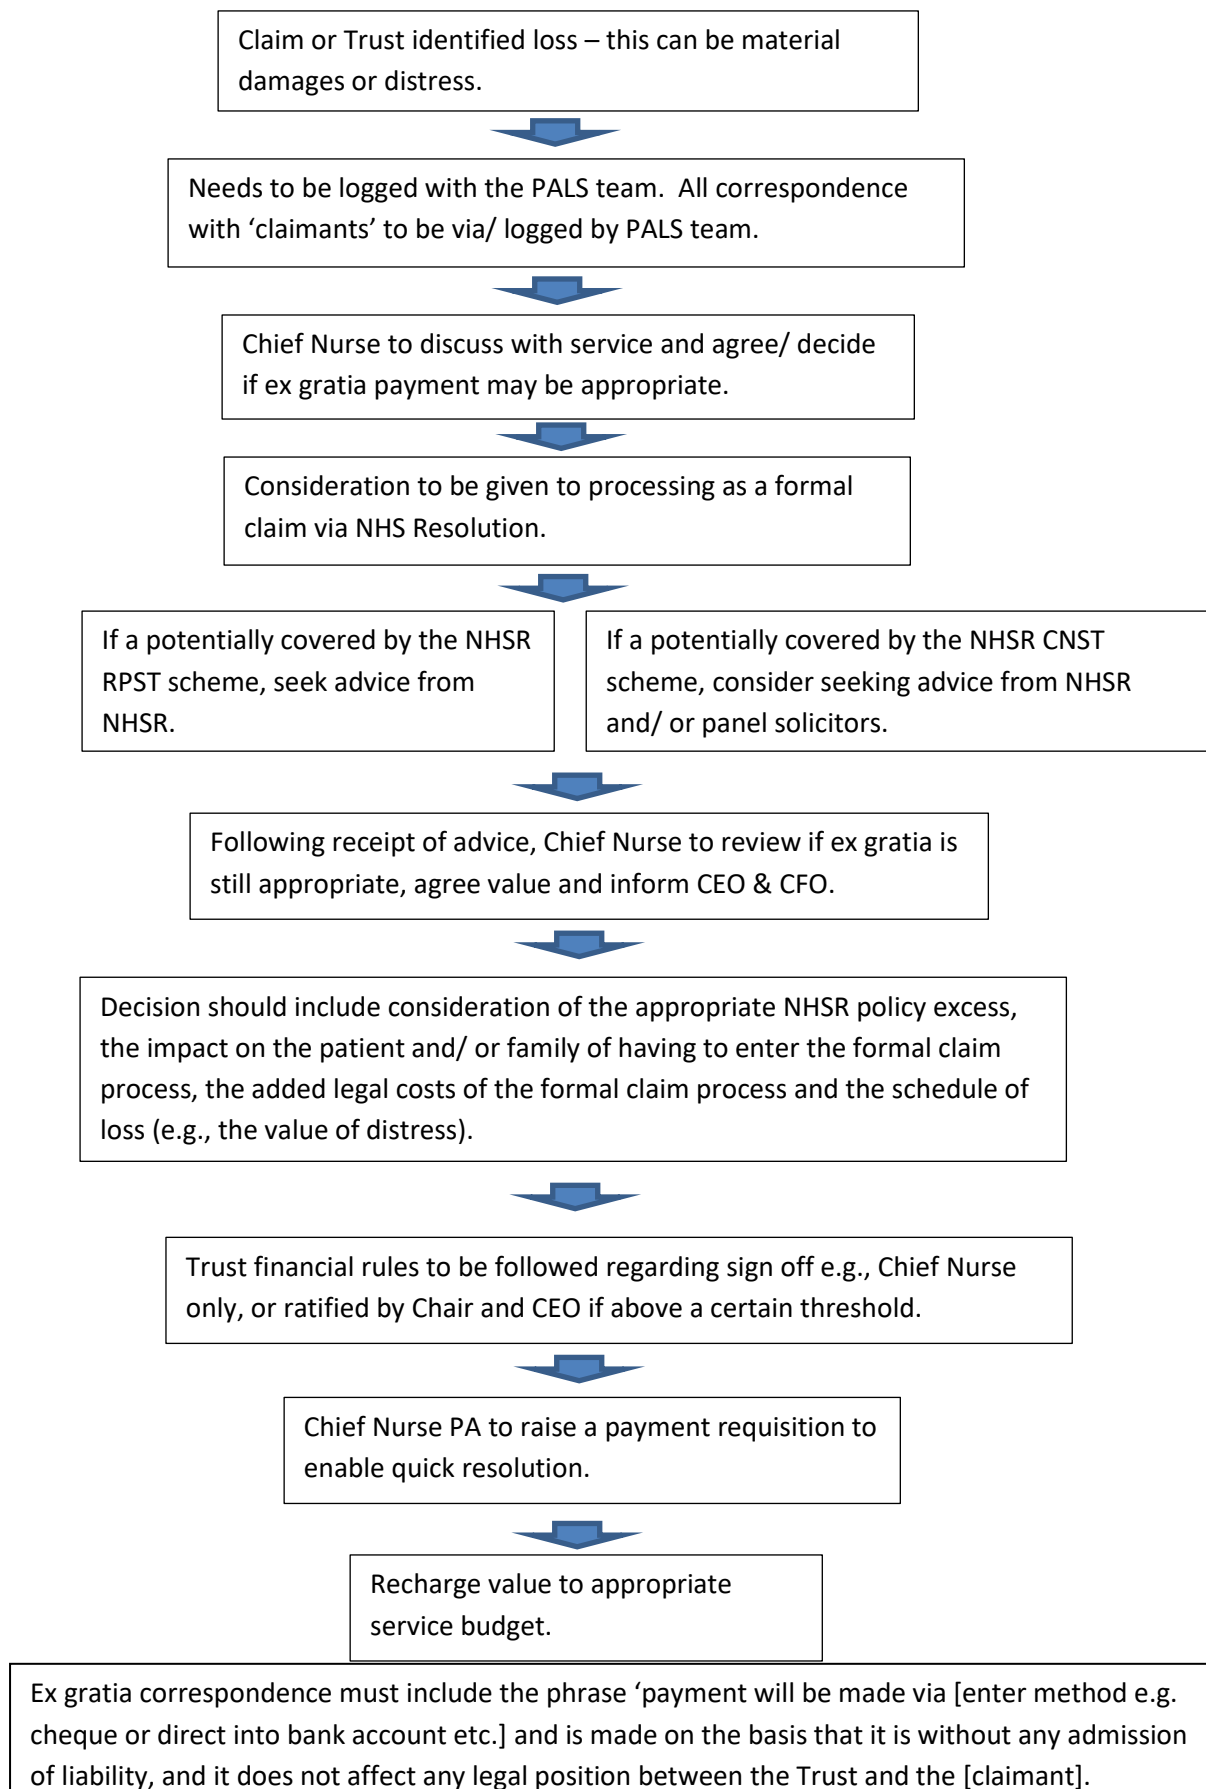 Claim or Trust identified loss – this can be material
damages or distress.
Needs to be logged with the PALS team.  All correspondence
with ‘claimants’ to be via/ logged by PALS team.
Chief Nurse to discuss with service and agree/ decide
if ex gratia payment may be appropriate.
Consideration to be given to processing as a formal
claim via NHS Resolution.
If a potentially covered by the NHSR
RPST scheme, seek advice from
NHSR.
If a potentially covered by the NHSR CNST
scheme, consider seeking advice from NHSR
and/ or panel solicitors.
Following receipt of advice, Chief Nurse to review if ex gratia is
still appropriate, agree value and inform CEO & CFO.
Decision should include consideration of the appropriate NHSR policy excess,
the impact on the patient and/ or family of having to enter the formal claim
process, the added legal costs of the formal claim process and the schedule of
loss (e.g., the value of distress).
Trust financial rules to be followed regarding sign off e.g., Chief Nurse
only, or ratified by Chair and CEO if above a certain threshold.
Chief Nurse PA to raise a payment requisition to
enable quick resolution.
Recharge value to appropriate
service budget.
Ex gratia correspondence must include the phrase ‘payment will be made via [enter method e.g.
cheque or direct into bank account etc.] and is made on the basis that it is without any admission
of liability, and it does not affect any legal position between the Trust and the [claimant].